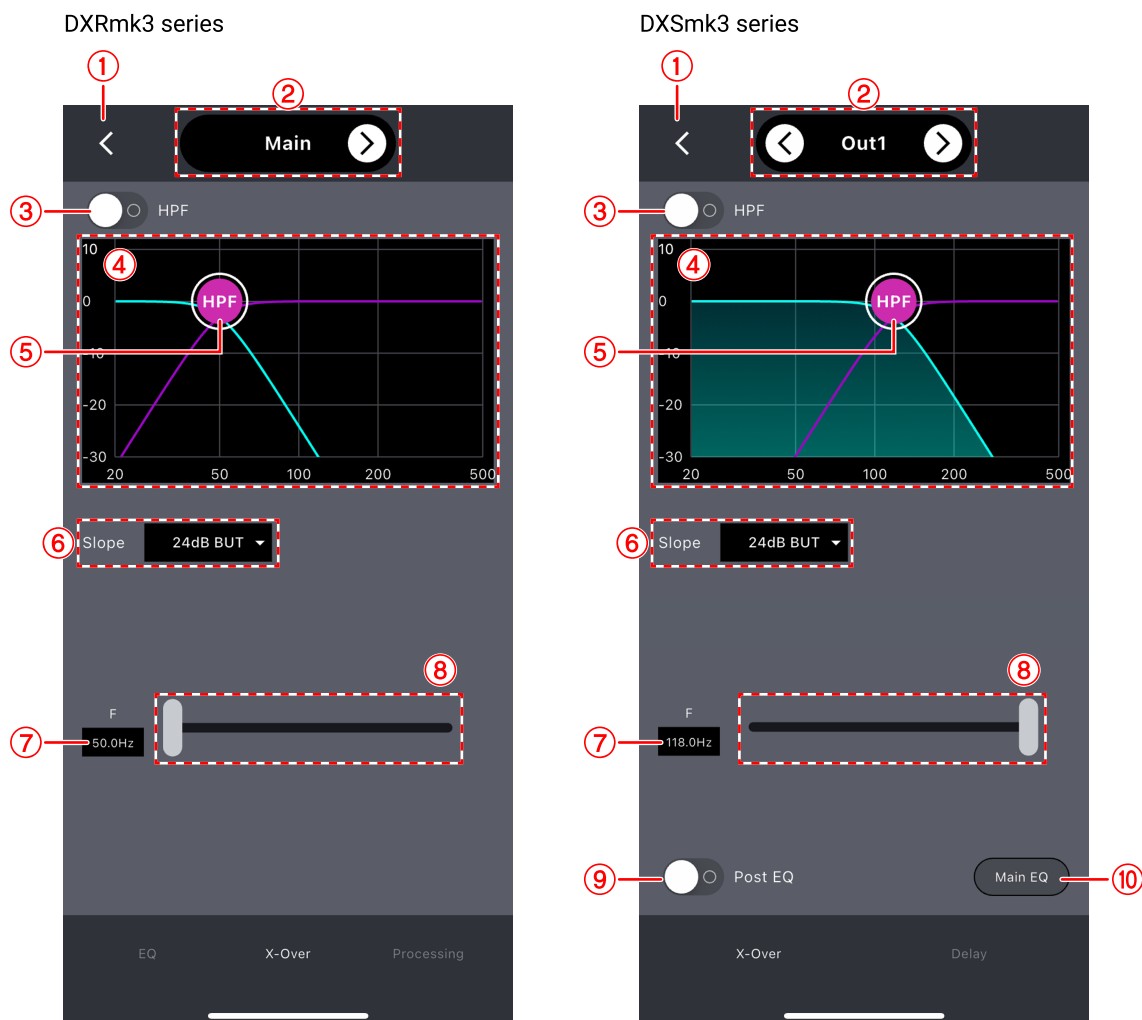 DXRmk3 series
①
②
Main
③
HPF
10
④
0
HPF
⑤
-10
-20
-30
20 50 100 200 500
⑥
Slope 24dB BUT
⑧
F
⑦
50.0Hz
EQ X-Over Processing
DXSmk3 series
①
②
Out1
③
HPF
10
④
0
HPF
⑤
-10
-20
-30
20 50 100 200 500
⑥
Slope 24dB BUT
⑧
F
⑦
118.0Hz
⑨
Post EQ
Main EQ
⑩
X-Over Delay